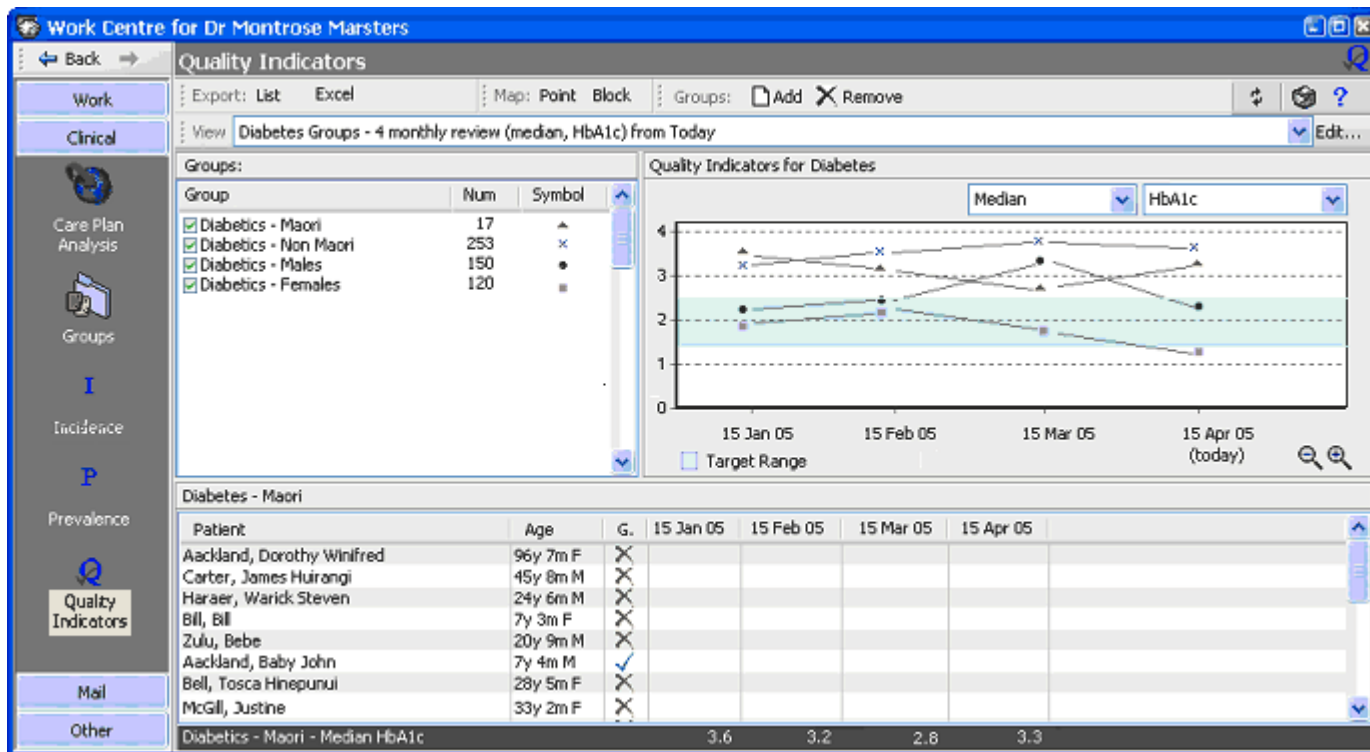 Work Centre for Dr Montrose Marsters
Back
Quality Indicators
Work
Export: List Excel Map: Point Block Groups: Add Remove ?
Clinical
View Diabetes Groups - 4 monthly review (median, HbA1c) from Today Edit...
Groups:
Quality Indicators for Diabetes
Group Num Symbol
Median HbA1c
Diabetics - Maori 17
Diabetics - Non Maori 253
Diabetics - Males 150
Diabetics - Females 120
Care Plan
Analysis
Groups
I
Incidence
P
Prevalence
Q
Quality
Indicators
Mail
Other
4
3
2
1
0
15 Jan 05 15 Feb 05 15 Mar 05 15 Apr 05
(today)
Target Range
Diabetes - Maori
Patient Age G. 15 Jan 05 15 Feb 05 15 Mar 05 15 Apr 05
Aackland, Dorothy Winifred 96y 7m F
Carter, James Huirangi 45y 8m M
Haraer, Warick Steven 24y 6m M
Bill, Bill 7y 3m F
Zulu, Bebe 20y 9m M
Aackland, Baby John 7y 4m M
Bell, Tosca Hinepunui 28y 5m F
McGill, Justine 33y 2m F
Diabetics - Maori - Median HbA1c 3.6 3.2 2.8 3.3